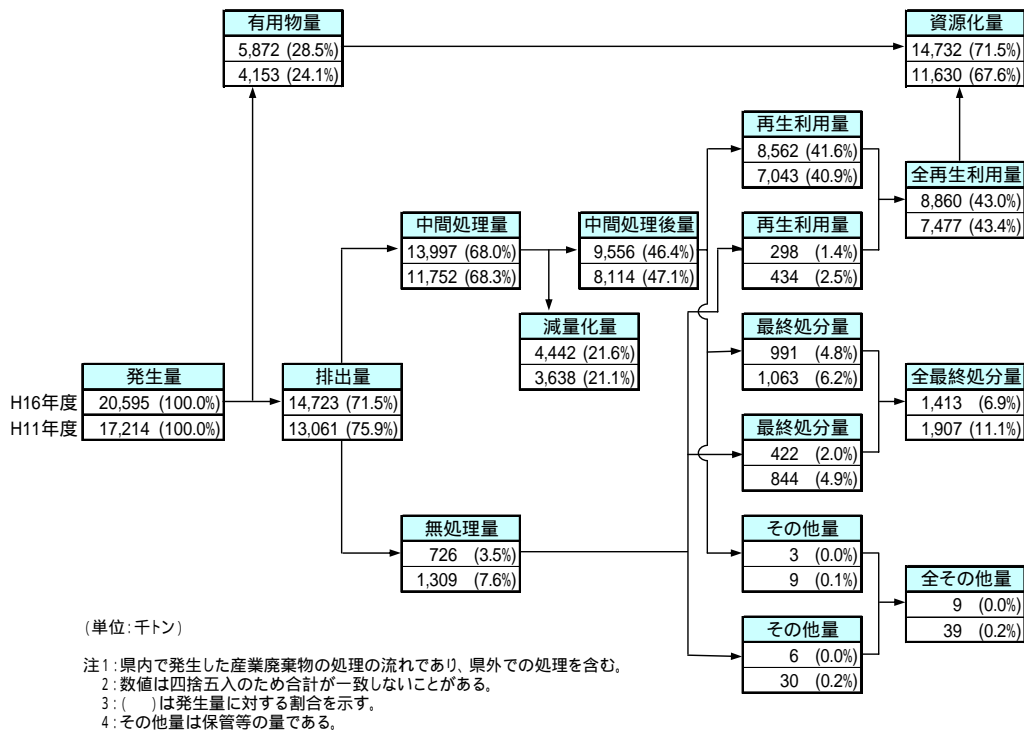 有用物量
5,872 (28.5%)
4,153 (24.1%)
資源化量
14,732 (71.5%)
11,630 (67.6%)
再生利用量
8,562 (41.6%)
7,043 (40.9%)
全再生利用量
8,860 (43.0%)
7,477 (43.4%)
中間処理量
13,997 (68.0%)
11,752 (68.3%)
中間処理後量
9,556 (46.4%)
8,114 (47.1%)
再生利用量
298 (1.4%)
434 (2.5%)
減量化量
4,442 (21.6%)
3,638 (21.1%)
最終処分量
991 (4.8%)
1,063 (6.2%)
発生量
H16年度 20,595 (100.0%)
H11年度 17,214 (100.0%)
排出量
14,723 (71.5%)
13,061 (75.9%)
全最終処分量
1,413 (6.9%)
1,907 (11.1%)
最終処分量
422 (2.0%)
844 (4.9%)
無処理量
726 (3.5%)
1,309 (7.6%)
その他量
3 (0.0%)
9 (0.1%)
全その他量
9 (0.0%)
39 (0.2%)
その他量
6 (0.0%)
30 (0.2%)
(単位:千トン)
注1:県内で発生した産業廃棄物の処理の流れであり、県外での処理を含む。
2:数値は四捨五入のため合計が一致しないことがある。
3:( )は発生量に対する割合を示す。
4:その他量は保管等の量である。